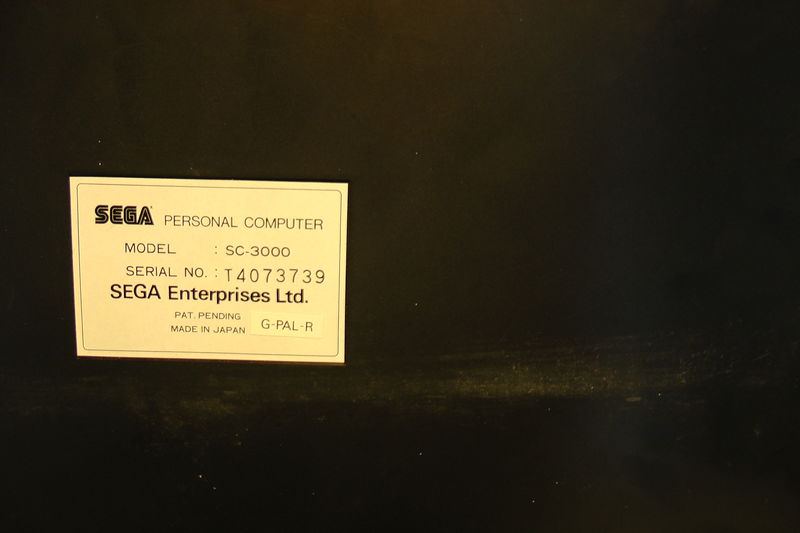 SEGA PERSONAL COMPUTER
MODEL : SC-3000
SERIAL NO. : T4073739
SEGA Enterprises Ltd.
PAT. PENDING
MADE IN JAPAN G-PAL-R